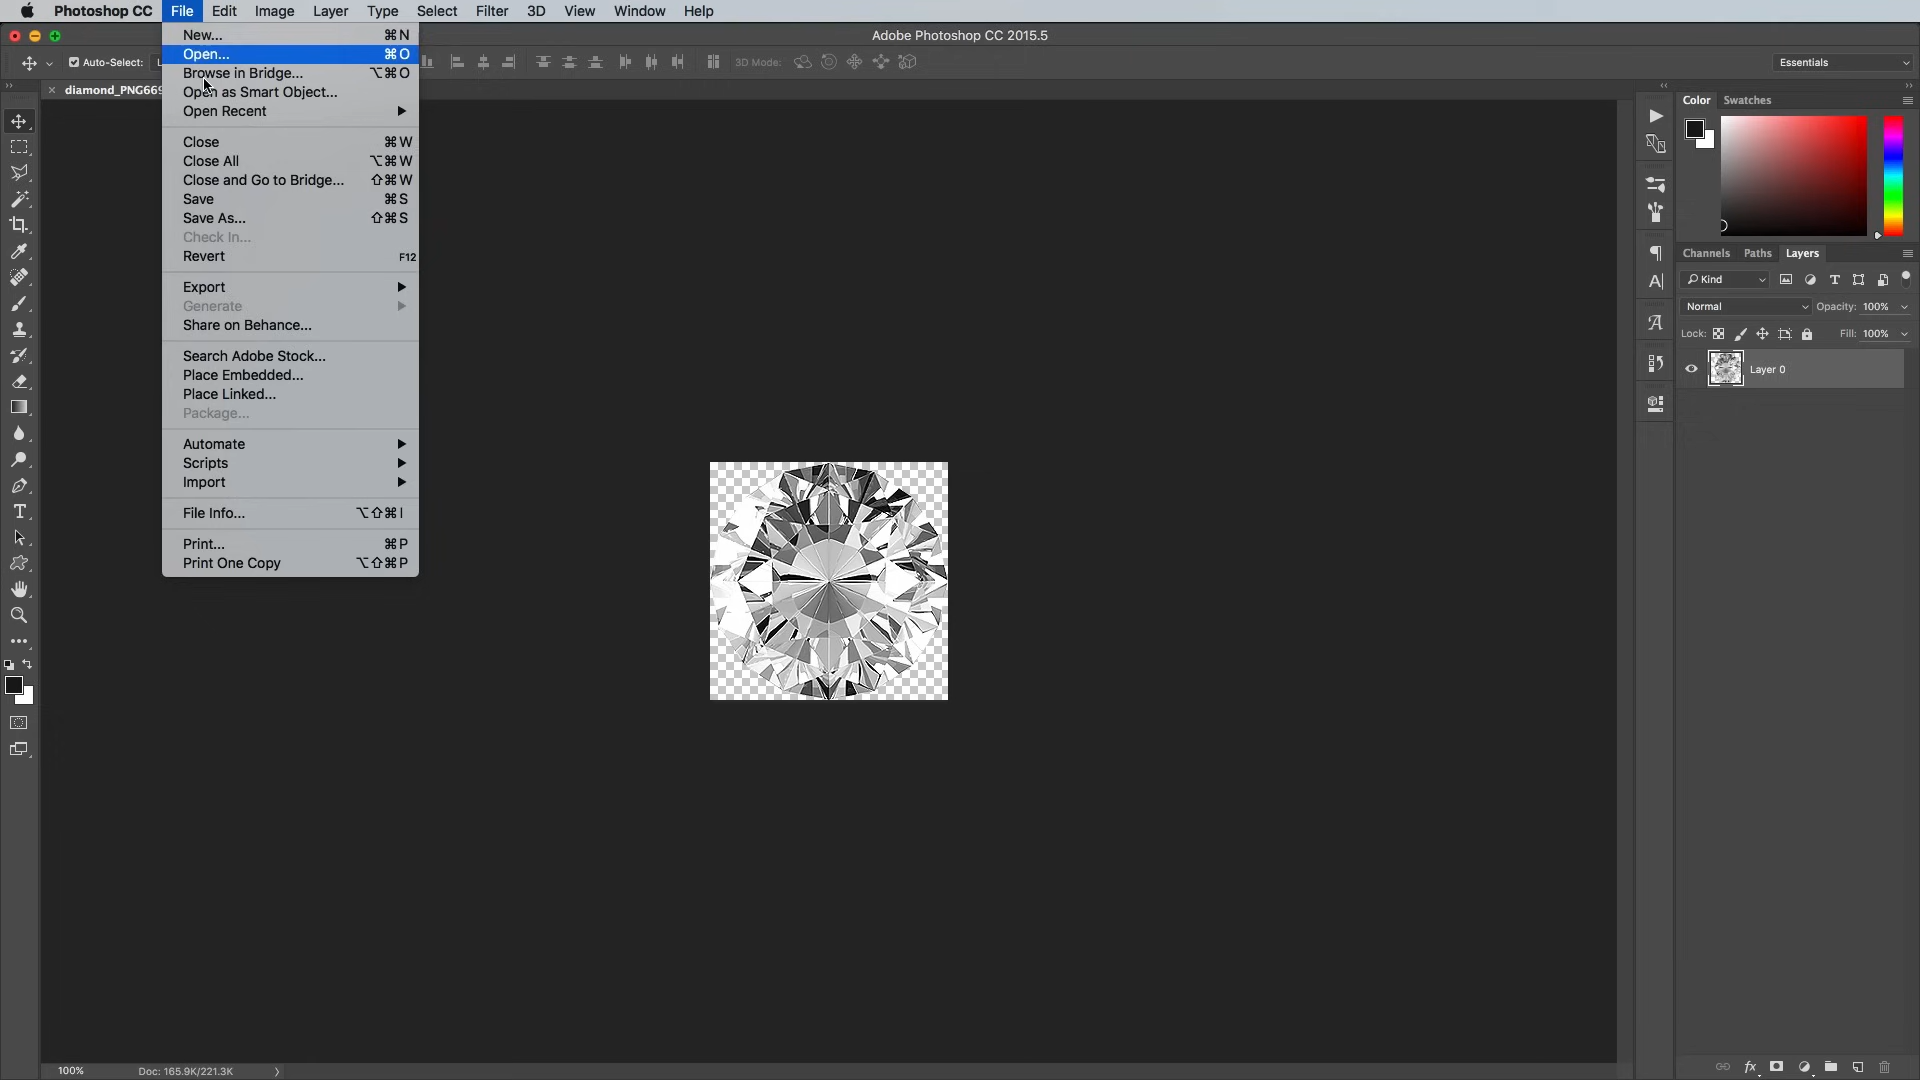 Photoshop CC File Edit Image Layer Type Select Filter 3D View Window Help
Adobe Photoshop CC 2015.5
Auto-Select:
3D Mode:
Essentials
diamond_PNG669
New... ⌘N
Open... ⌘O
Browse in Bridge... ⌥⌘O
Open as Smart Object...
Open Recent
Close ⌘W
Close All ⌥⌘W
Close and Go to Bridge... ⇧⌘W
Save ⌘S
Save As... ⇧⌘S
Check In...
Revert F12
Export
Generate
Share on Behance...
Search Adobe Stock...
Place Embedded...
Place Linked...
Package...
Automate
Scripts
Import
File Info... ⌥⇧⌘I
Print... ⌘P
Print One Copy ⌥⇧⌘P
Color Swatches
Channels Paths Layers
Kind
Normal Opacity: 100%
Lock: Fill: 100%
Layer 0
100% Doc: 165.9K/221.3K